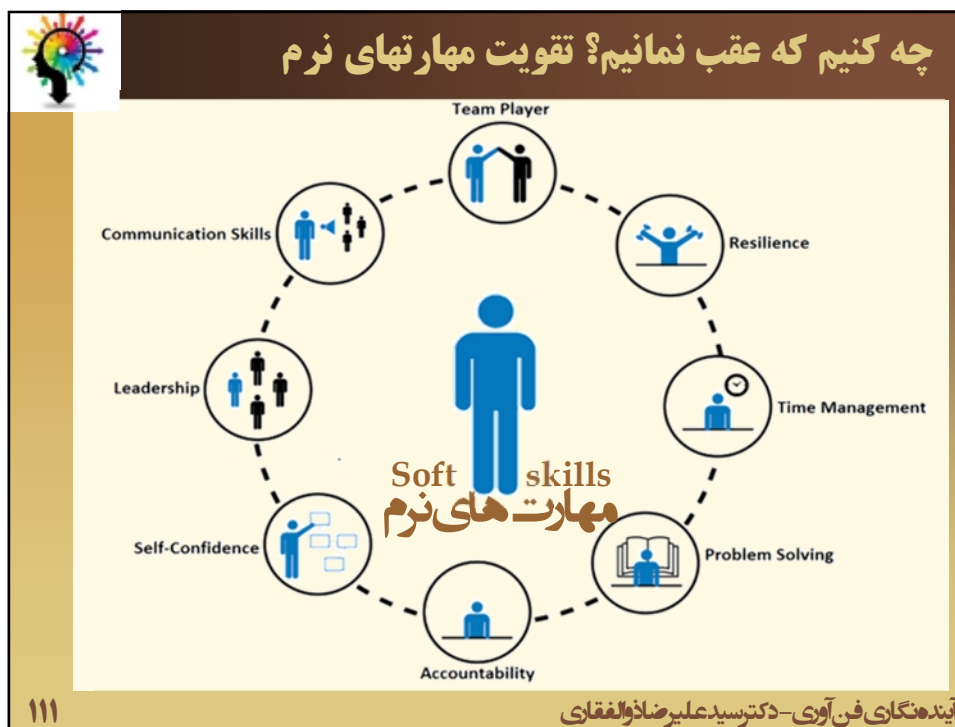 چه کنیم که عقب نمانیم؟ تقویت مهارتهای نرم
Team Player
Communication Skills
Resilience
Leadership
Time Management
Soft skills
مهارت های نرم
Self-Confidence
Problem Solving
Accountability
آینده‌نگاری فن‌آوری-دکترسیدعلیرضاذوالفقاری
۱۱۱